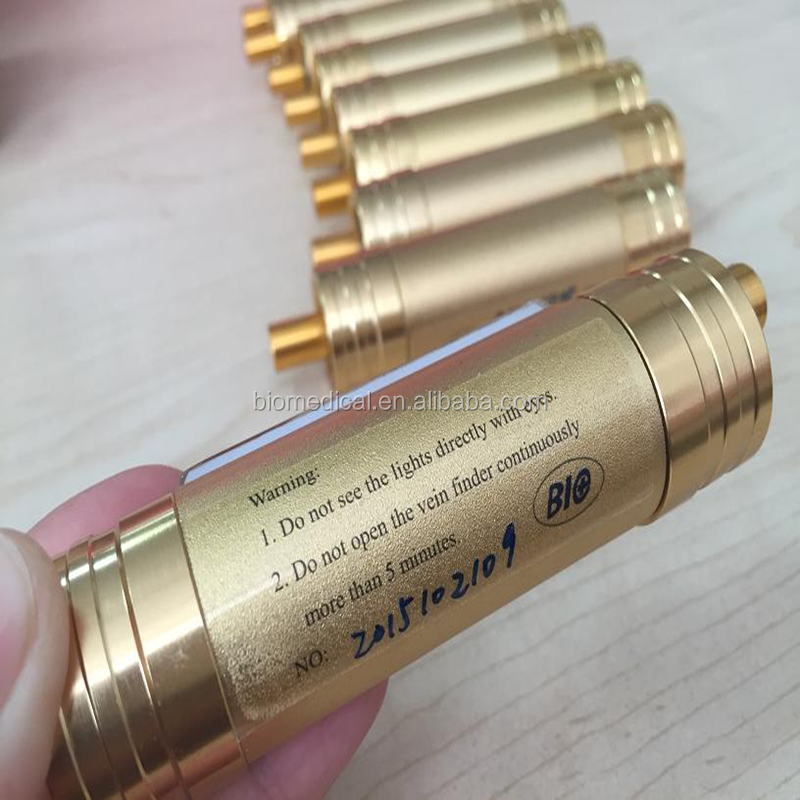 biomedical.en.alibaba.com
Warning:
1. Do not see the lights directly with eyes.
2. Do not open the vein finder continuously
more than 5 minutes.
BIO
NO: 2015102109